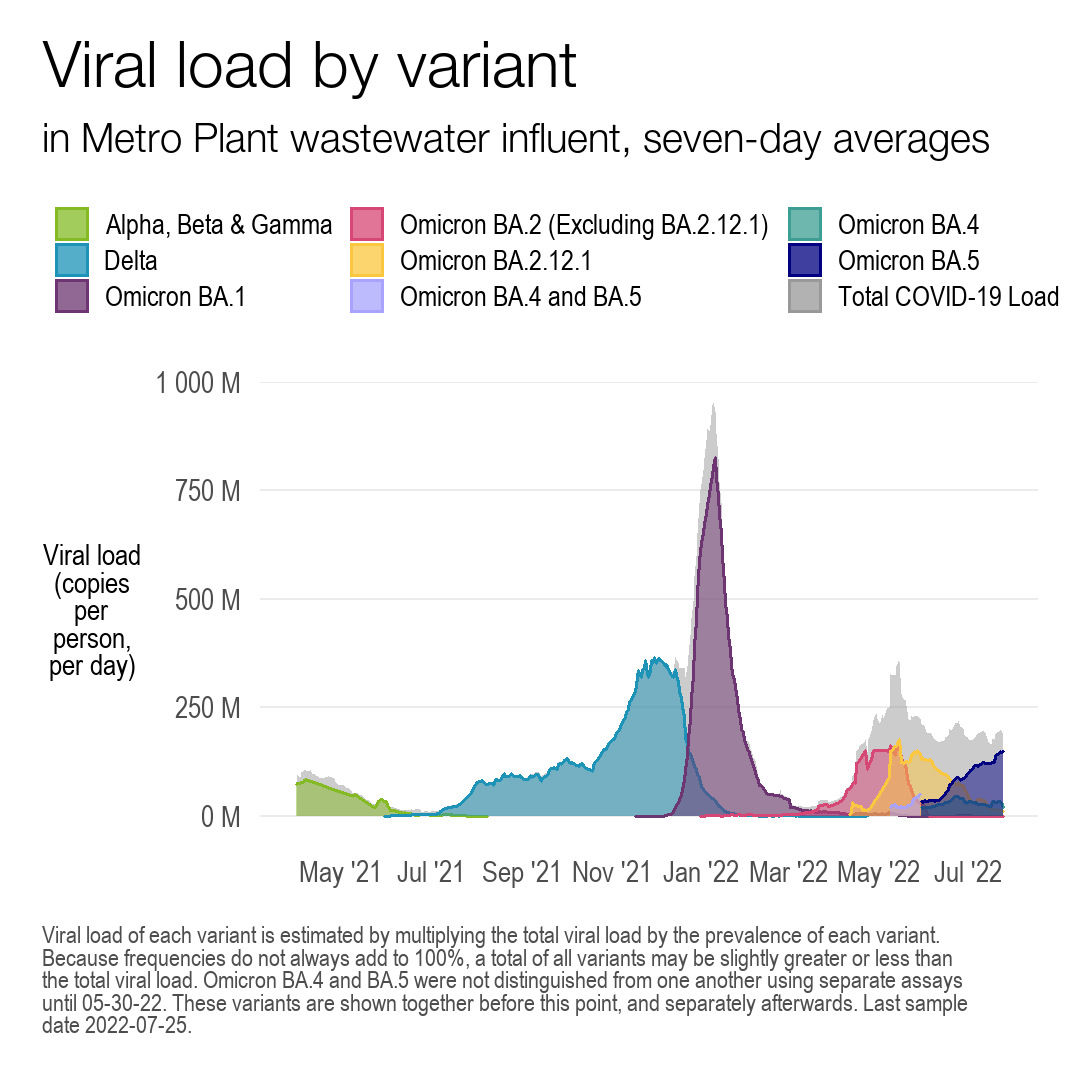 Viral load by variant
in Metro Plant wastewater influent, seven-day averages
Alpha, Beta & Gamma
Omicron BA.2 (Excluding BA.2.12.1)
Omicron BA.4
Delta
Omicron BA.2.12.1
Omicron BA.5
Omicron BA.1
Omicron BA.4 and BA.5
Total COVID-19 Load
1 000 M
750 M
500 M
250 M
0 M
Viral load
(copies
per
person,
per day)
May '21
Jul '21
Sep '21
Nov '21
Jan '22
Mar '22
May '22
Jul '22
Viral load of each variant is estimated by multiplying the total viral load by the prevalence of each variant.
Because frequencies do not always add to 100%, a total of all variants may be slightly greater or less than
the total viral load. Omicron BA.4 and BA.5 were not distinguished from one another using separate assays
until 05-30-22. These variants are shown together before this point, and separately afterwards. Last sample
date 2022-07-25.